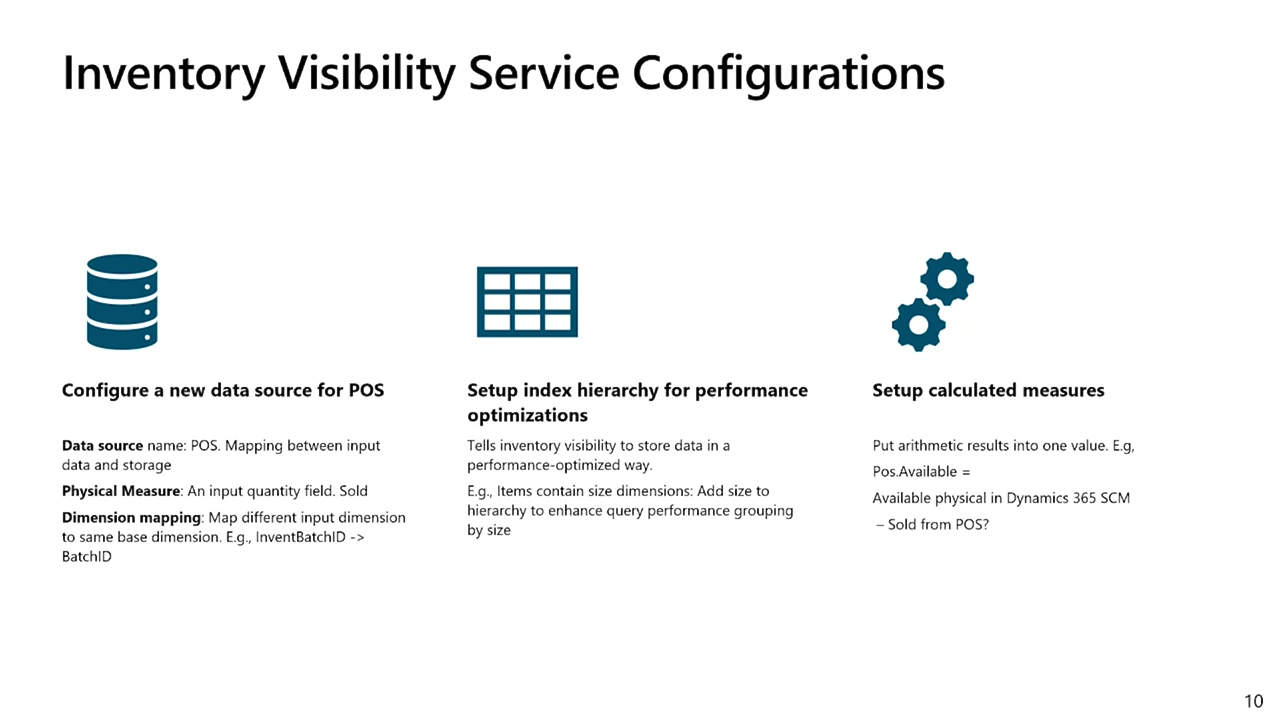 Inventory Visibility Service Configurations
Configure a new data source for POS
Data source name: POS. Mapping between input
data and storage
Physical Measure: An input quantity field. Sold
Dimension mapping: Map different input dimension
to same base dimension. E.g., InventBatchID ->
BatchID
Setup index hierarchy for performance
optimizations
Tells inventory visibility to store data in a
performance-optimized way.
E.g., Items contain size dimensions: Add size to
hierarchy to enhance query performance grouping
by size
Setup calculated measures
Put arithmetic results into one value. E.g,
Pos.Available =
Available physical in Dynamics 365 SCM
– Sold from POS?
10